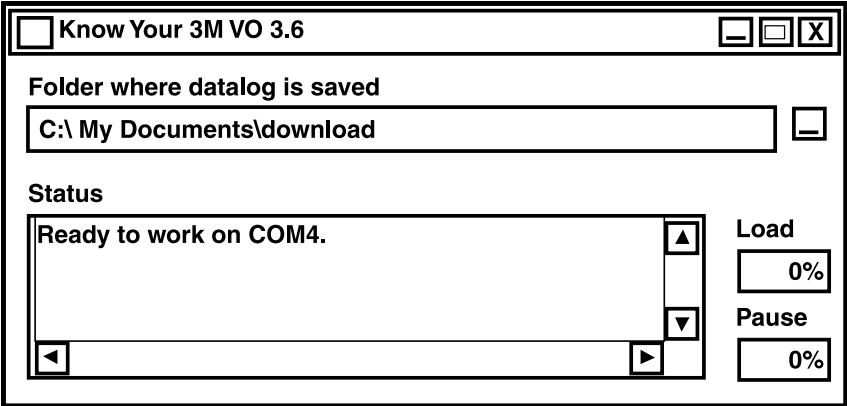 Know Your 3M VO 3.6
X
Folder where datalog is saved
C:\ My Documents\download
Status
Ready to work on COM4.
Load
0%
Pause
0%